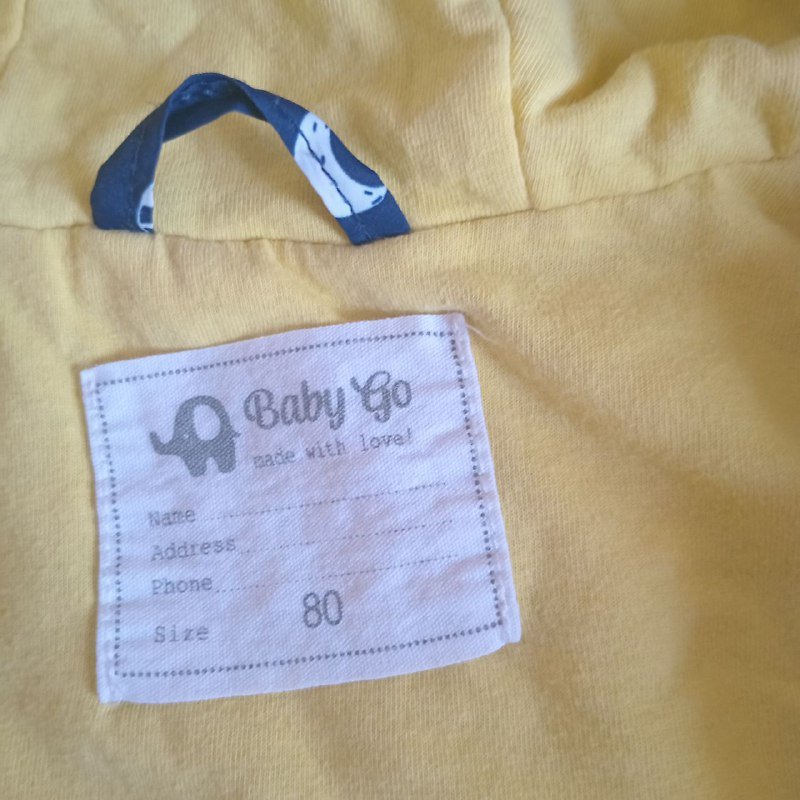 Baby Go
made with love!
Name
Address
Phone
Size 80